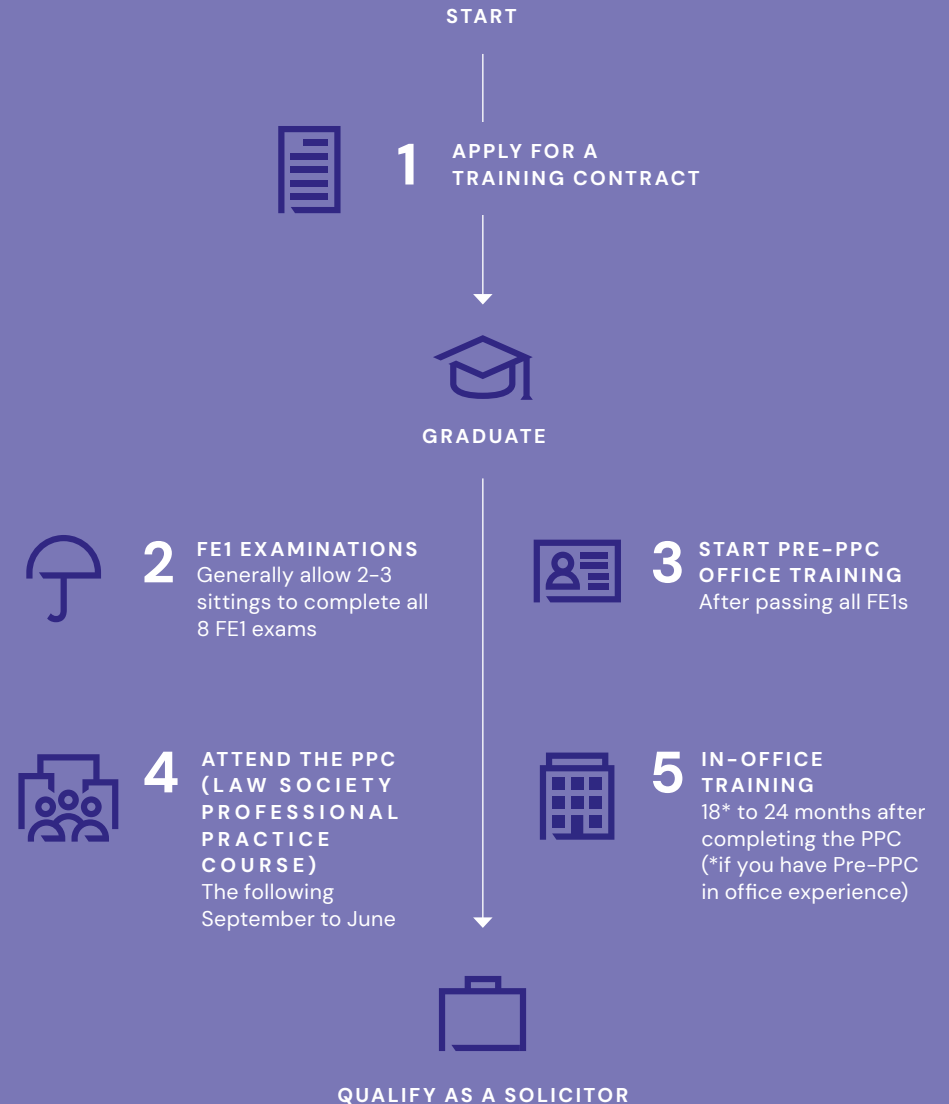 START
1
APPLY FOR A
TRAINING CONTRACT
GRADUATE
2
FE1 EXAMINATIONS
Generally allow 2-3
sittings to complete all
8 FE1 exams
3
START PRE-PPC
OFFICE TRAINING
After passing all FE1s
4
ATTEND THE PPC
(LAW SOCIETY
PROFESSIONAL
PRACTICE
COURSE)
The following
September to June
5
IN-OFFICE
TRAINING
18* to 24 months after
completing the PPC
(*if you have Pre-PPC
in office experience)
QUALIFY AS A SOLICITOR